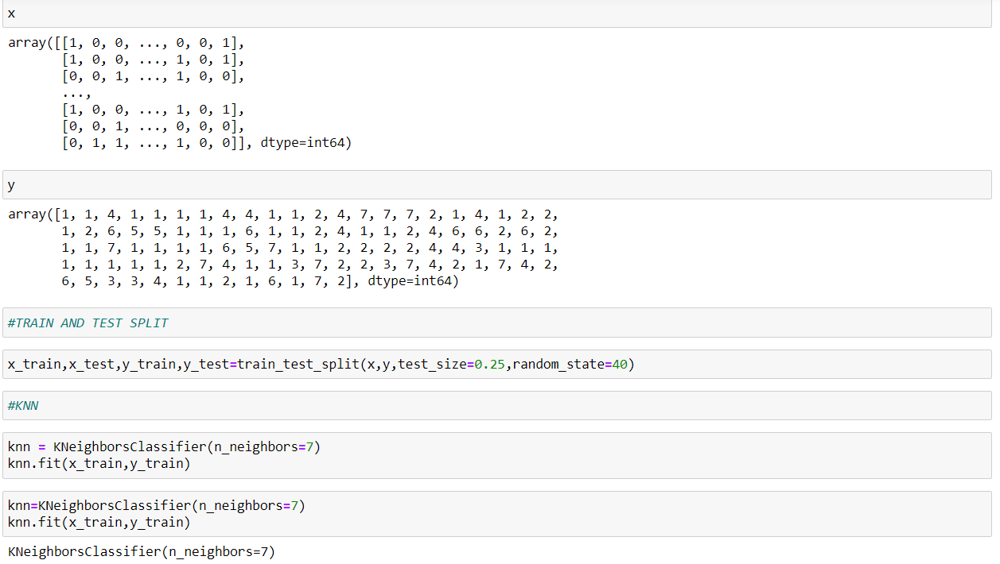 x
array([[1, 0, 0, ..., 0, 0, 1],
       [1, 0, 0, ..., 1, 0, 1],
       [0, 0, 1, ..., 1, 0, 0],
       ...,
       [1, 0, 0, ..., 1, 0, 1],
       [0, 0, 1, ..., 0, 0, 0],
       [0, 1, 1, ..., 1, 0, 0]], dtype=int64)
y
array([1, 1, 4, 1, 1, 1, 1, 4, 4, 1, 1, 2, 4, 7, 7, 7, 2, 1, 4, 1, 2, 2,
       1, 2, 6, 5, 5, 1, 1, 1, 6, 1, 1, 2, 4, 1, 1, 2, 4, 6, 6, 2, 6, 2,
       1, 1, 7, 1, 1, 1, 1, 6, 5, 7, 1, 1, 2, 2, 2, 2, 4, 4, 3, 1, 1, 1,
       1, 1, 1, 1, 1, 2, 7, 4, 1, 1, 3, 7, 2, 2, 3, 7, 4, 2, 1, 7, 4, 2,
       6, 5, 3, 3, 4, 1, 1, 2, 1, 6, 1, 7, 2], dtype=int64)
#TRAIN AND TEST SPLIT
x_train,x_test,y_train,y_test=train_test_split(x,y,test_size=0.25,random_state=40)
#KNN
knn = KNeighborsClassifier(n_neighbors=7)
knn.fit(x_train,y_train)
knn=KNeighborsClassifier(n_neighbors=7)
knn.fit(x_train,y_train)
KNeighborsClassifier(n_neighbors=7)